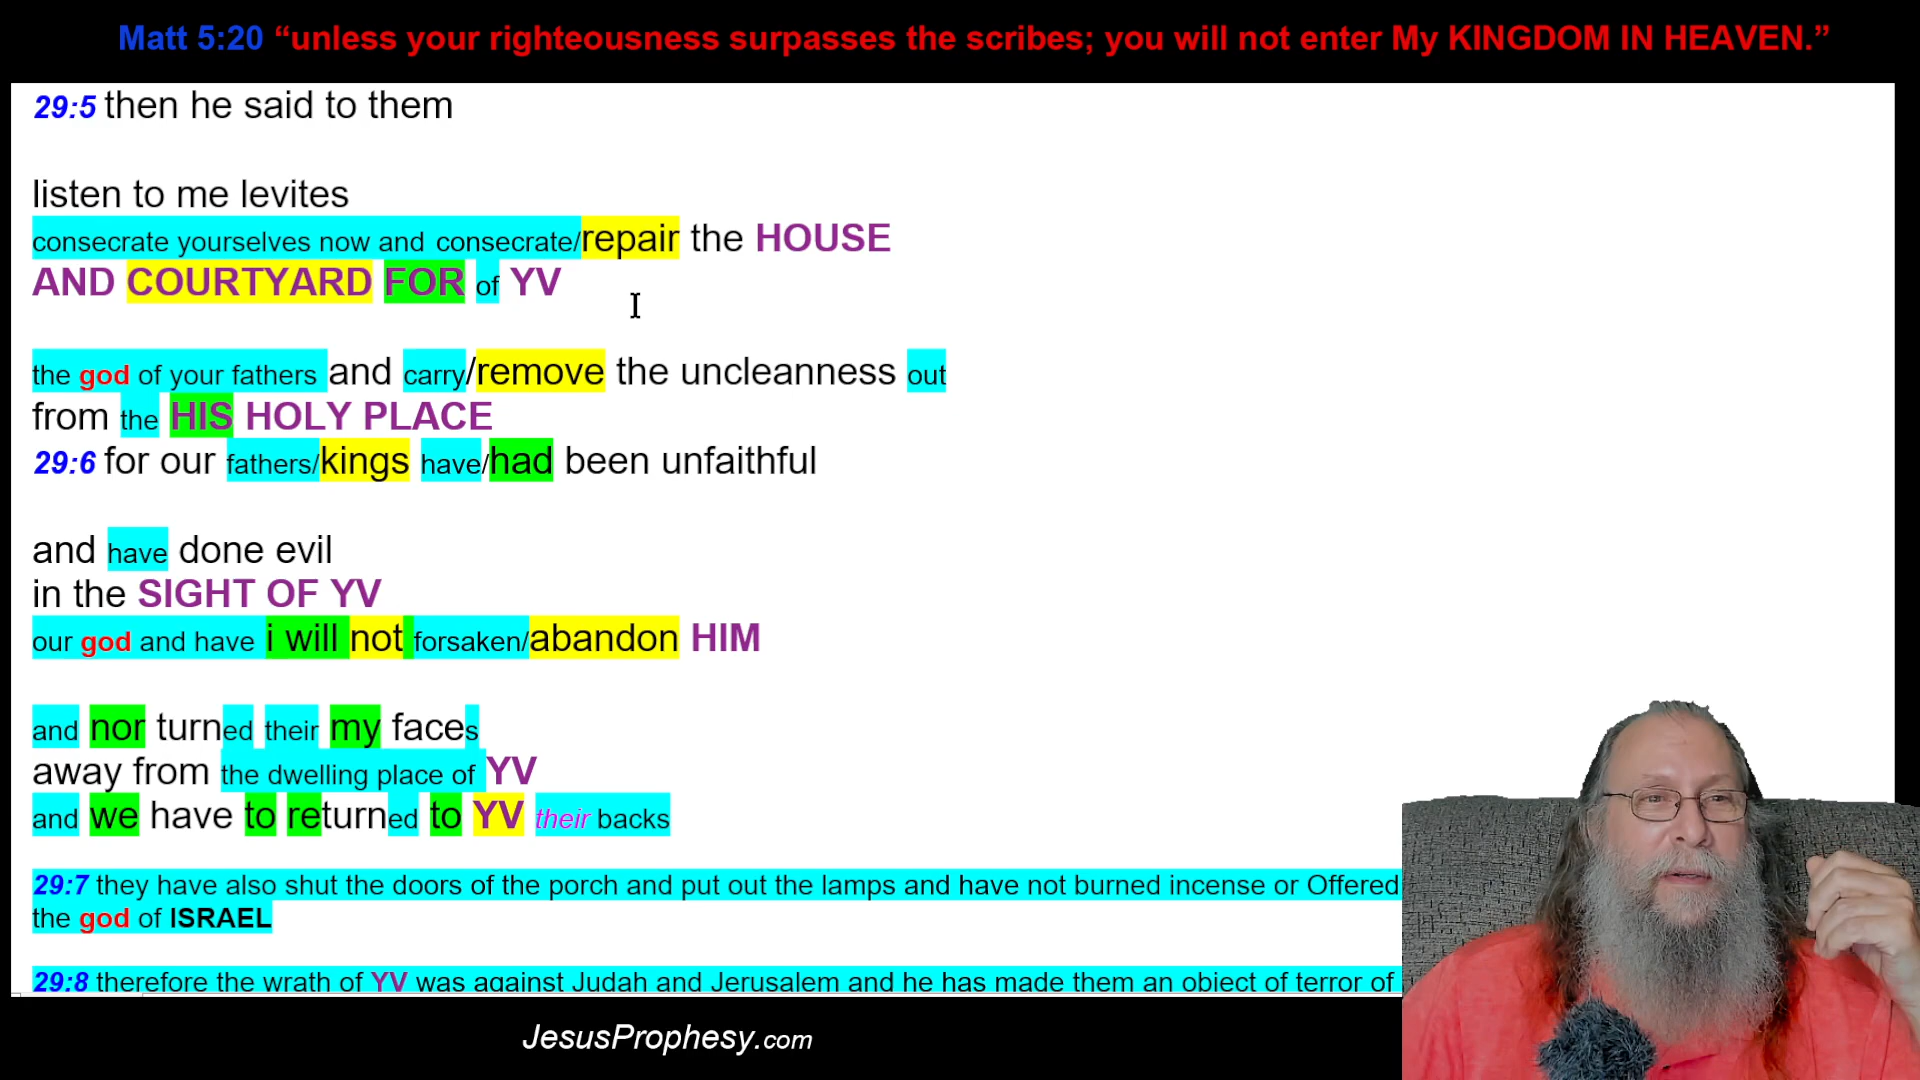 Matt 5:20 “unless your righteousness surpasses the scribes; you will not enter My KINGDOM IN HEAVEN.”
29:5 then he said to them
listen to me levites
consecrate yourselves now and consecrate/repair the HOUSE
AND COURTYARD FOR of YV
the god of your fathers and carry/remove the uncleanness out
from the HIS HOLY PLACE
29:6 for our fathers/kings have/had been unfaithful
and have done evil
in the SIGHT OF YV
our god and have i will not forsaken/abandon HIM
and nor turned their my faces
away from the dwelling place of YV
and we have to returned to YV their backs
29:7 they have also shut the doors of the porch and put out the lamps and have not burned incense or Offered
the god of ISRAEL
29:8 therefore the wrath of YV was against Judah and Jerusalem and he has made them an object of terror of
JesusProphesy.com